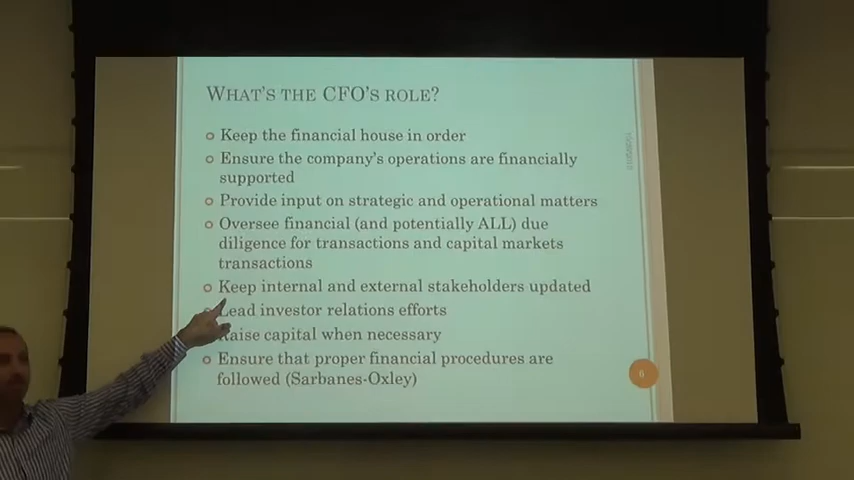 WHAT'S THE CFO'S ROLE?
Keep the financial house in order
Ensure the company's operations are financially
supported
Provide input on strategic and operational matters
Oversee financial (and potentially ALL) due
diligence for transactions and capital markets
transactions
Keep internal and external stakeholders updated
Lead investor relations efforts
Raise capital when necessary
Ensure that proper financial procedures are
followed (Sarbanes-Oxley)
6